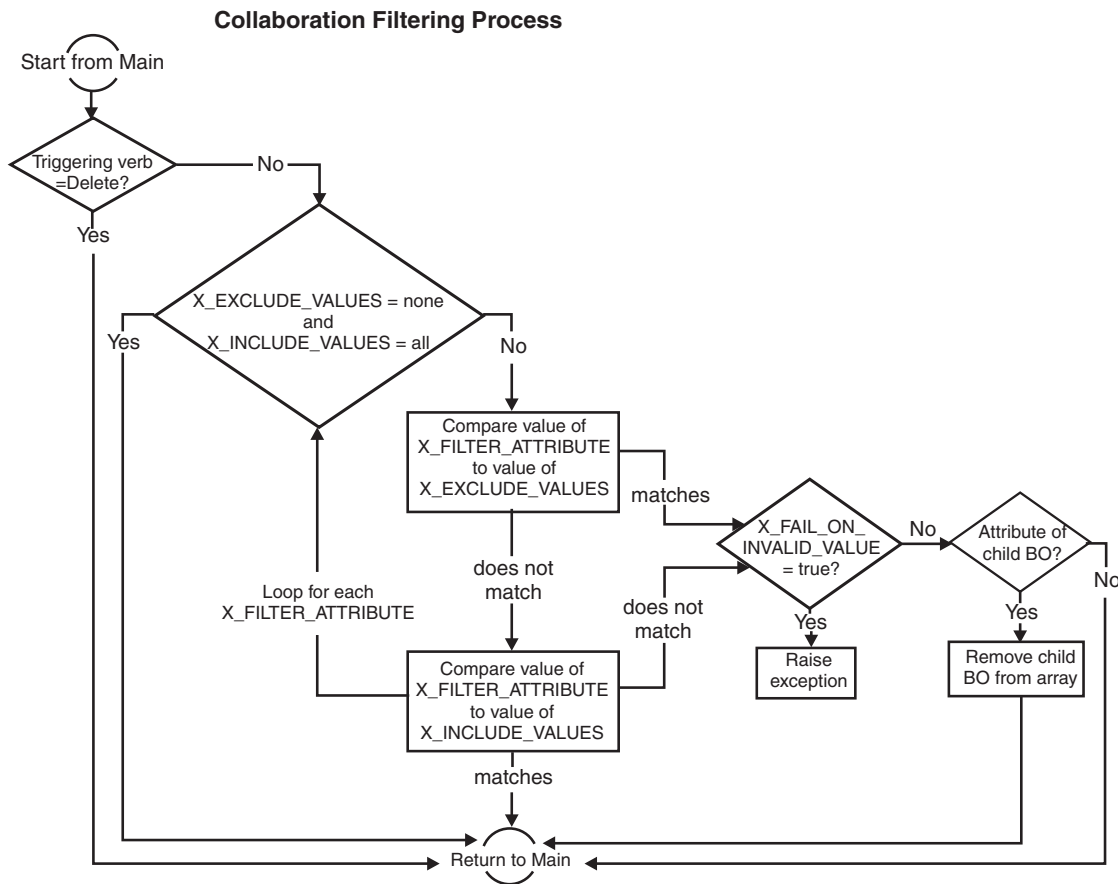 Collaboration Filtering Process
Start from Main
Triggering verb
=Delete?
No
Yes
X_EXCLUDE_VALUES = none
and
X_INCLUDE_VALUES = all
Yes
No
Compare value of
X_FILTER_ATTRIBUTE
to value of
X_EXCLUDE_VALUES
matches
does not
match
Loop for each
X_FILTER_ATTRIBUTE
Compare value of
X_FILTER_ATTRIBUTE
to value of
X_INCLUDE_VALUES
does not
match
matches
X_FAIL_ON_
INVALID_VALUE
= true?
No
Yes
Raise
exception
Attribute of
child BO?
No
Yes
Remove child
BO from array
Return to Main